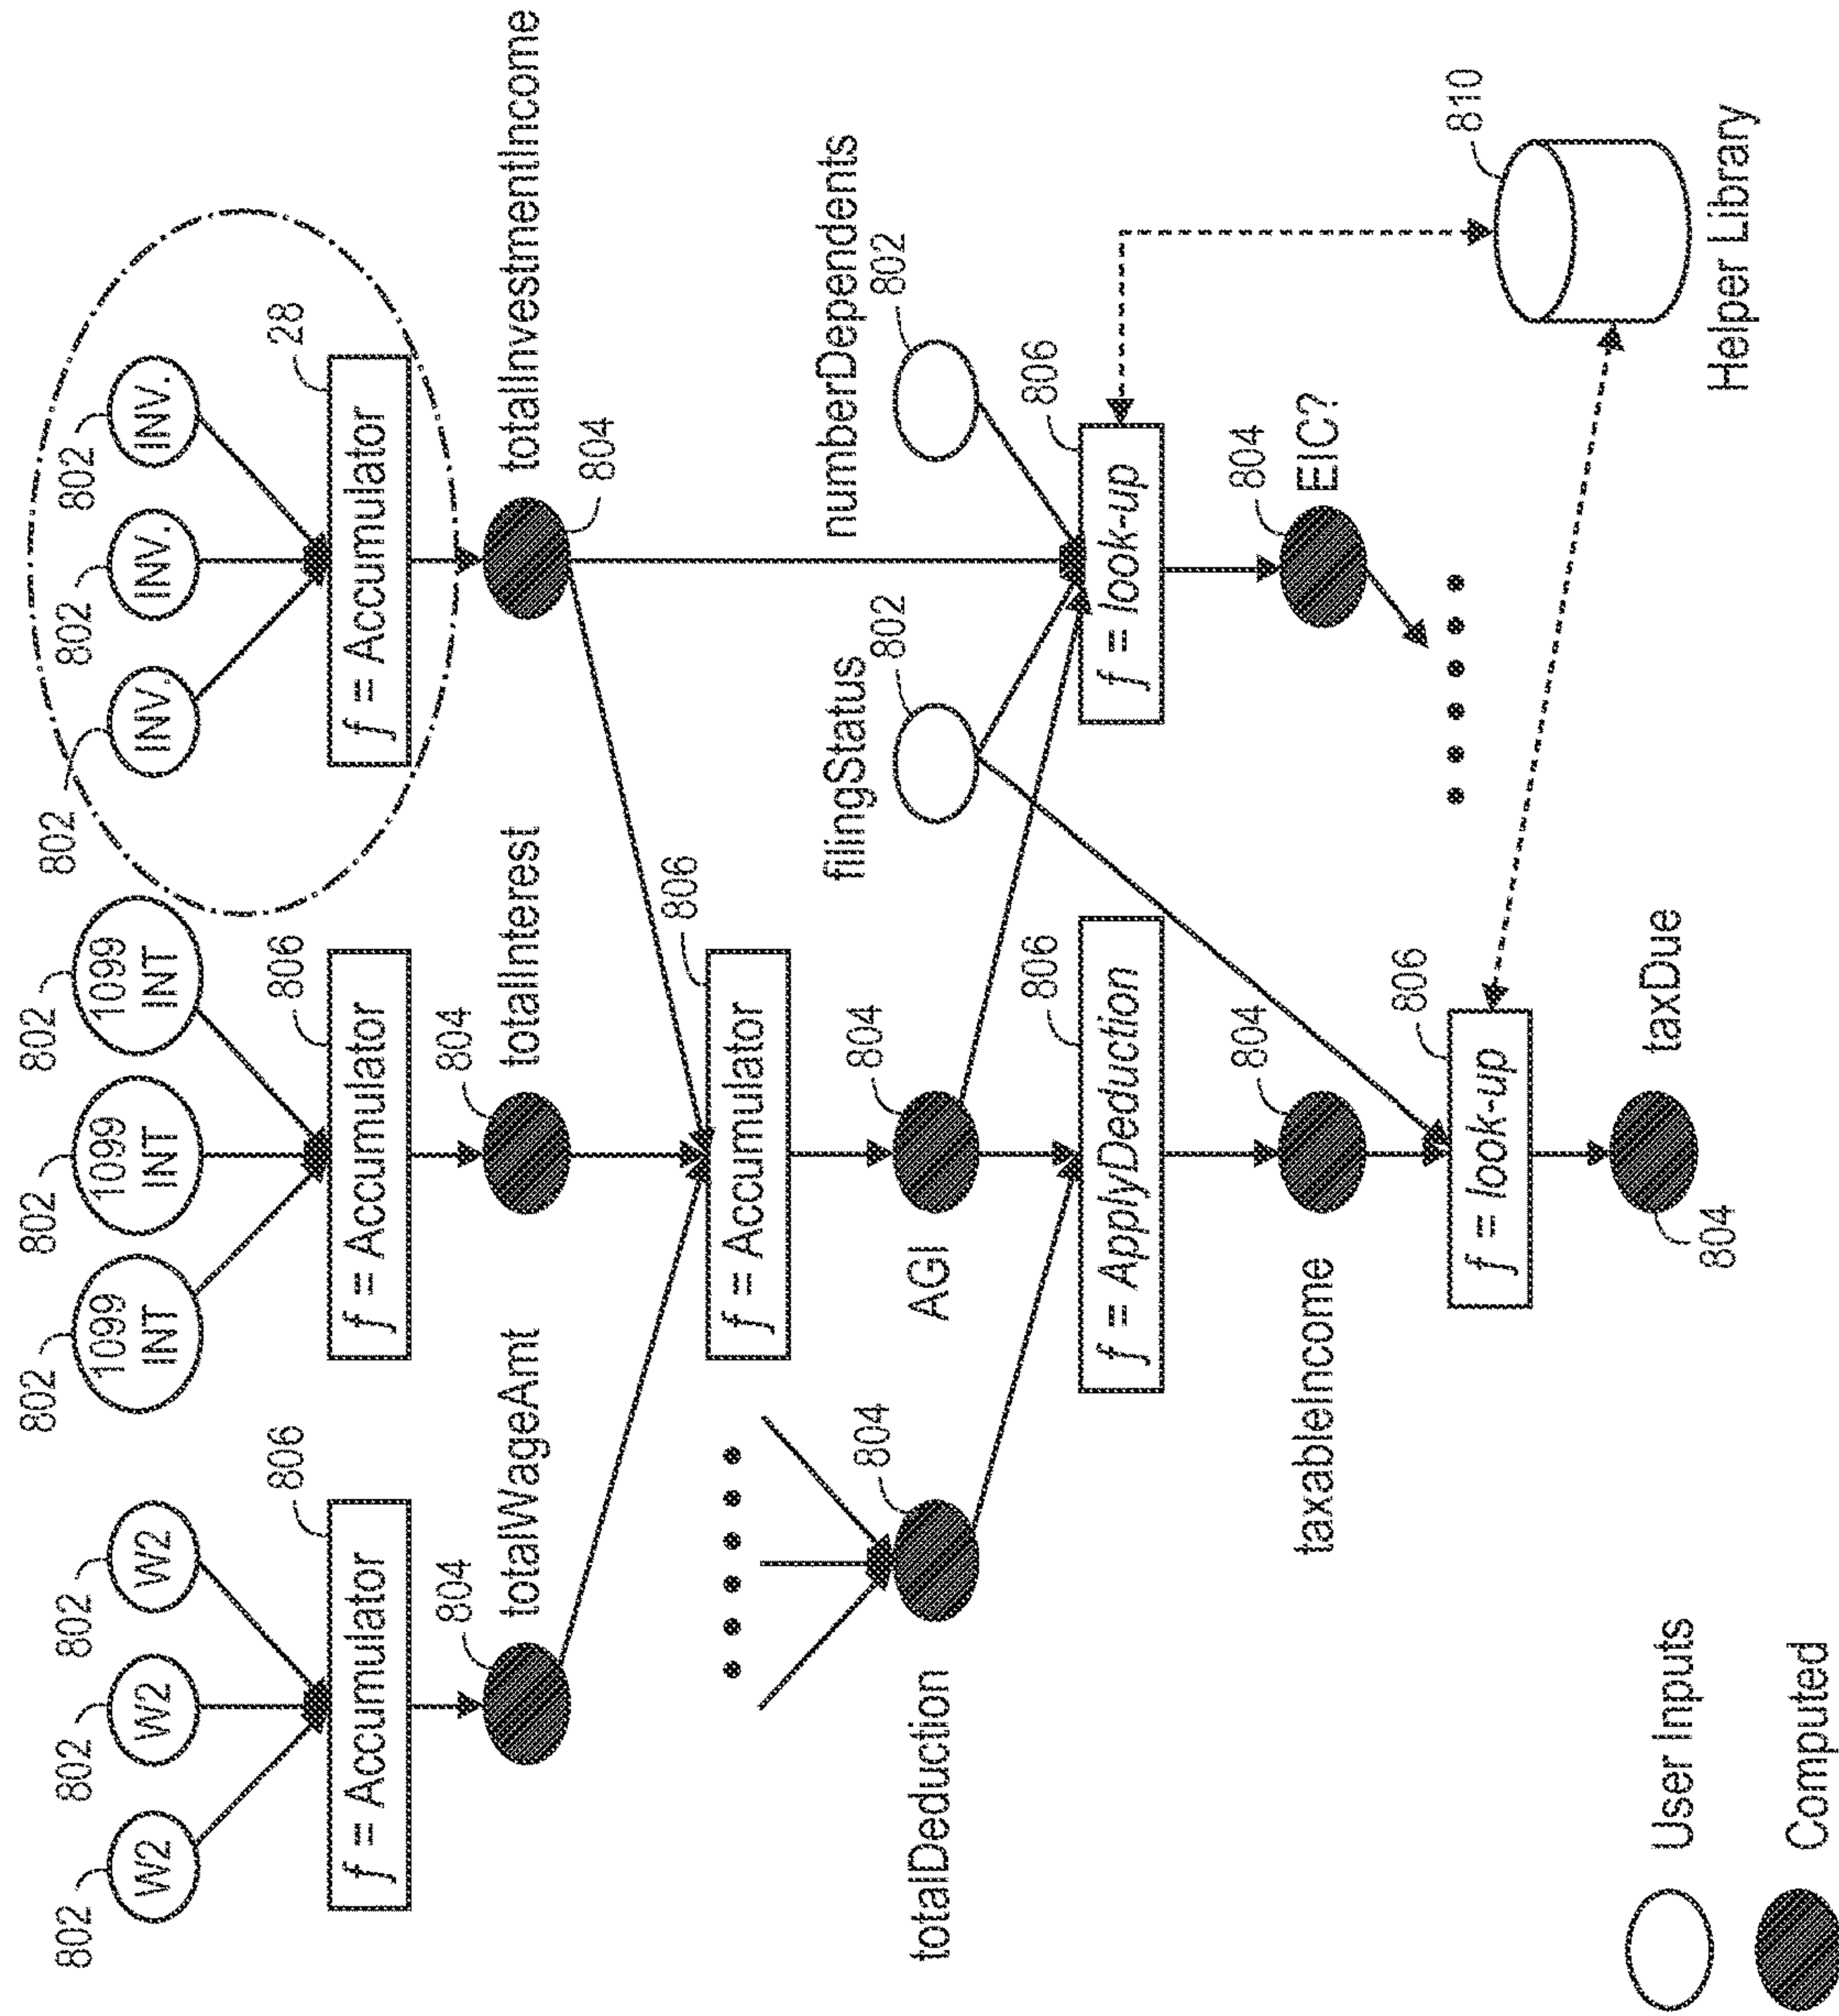 802
802
802
W2
W2
W2
806
f = Accumulator
804
totalWageAmt
802
802
802
1099
INT
1099
INT
1099
INT
806
f = Accumulator
804
totalInterest
802
802
802
INV.
INV.
INV.
28
f = Accumulator
totalInvestmentIncome
804
806
f = Accumulator
804
totalDeduction
AGI
804
filingStatus
802
numberDependents
802
806
f = ApplyDeduction
806
f = look-up
804
taxableIncome
804
EIC?
806
f = look-up
810
Helper Library
804
taxDue
User Inputs
Computed